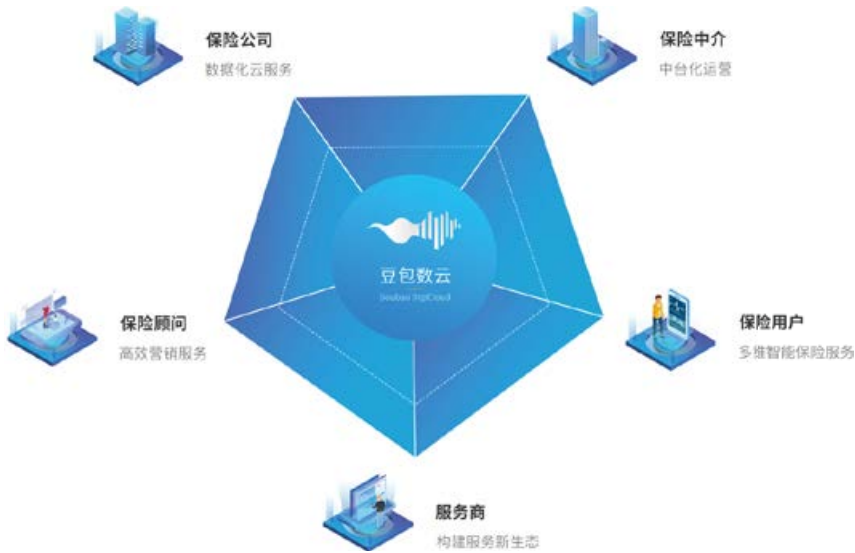 保险公司
数据化云服务
保险中介
中台化运营
豆包数云
Doubao DigiCloud
保险顾问
高效营销服务
保险用户
多维智能保险服务
服务商
构建服务新生态